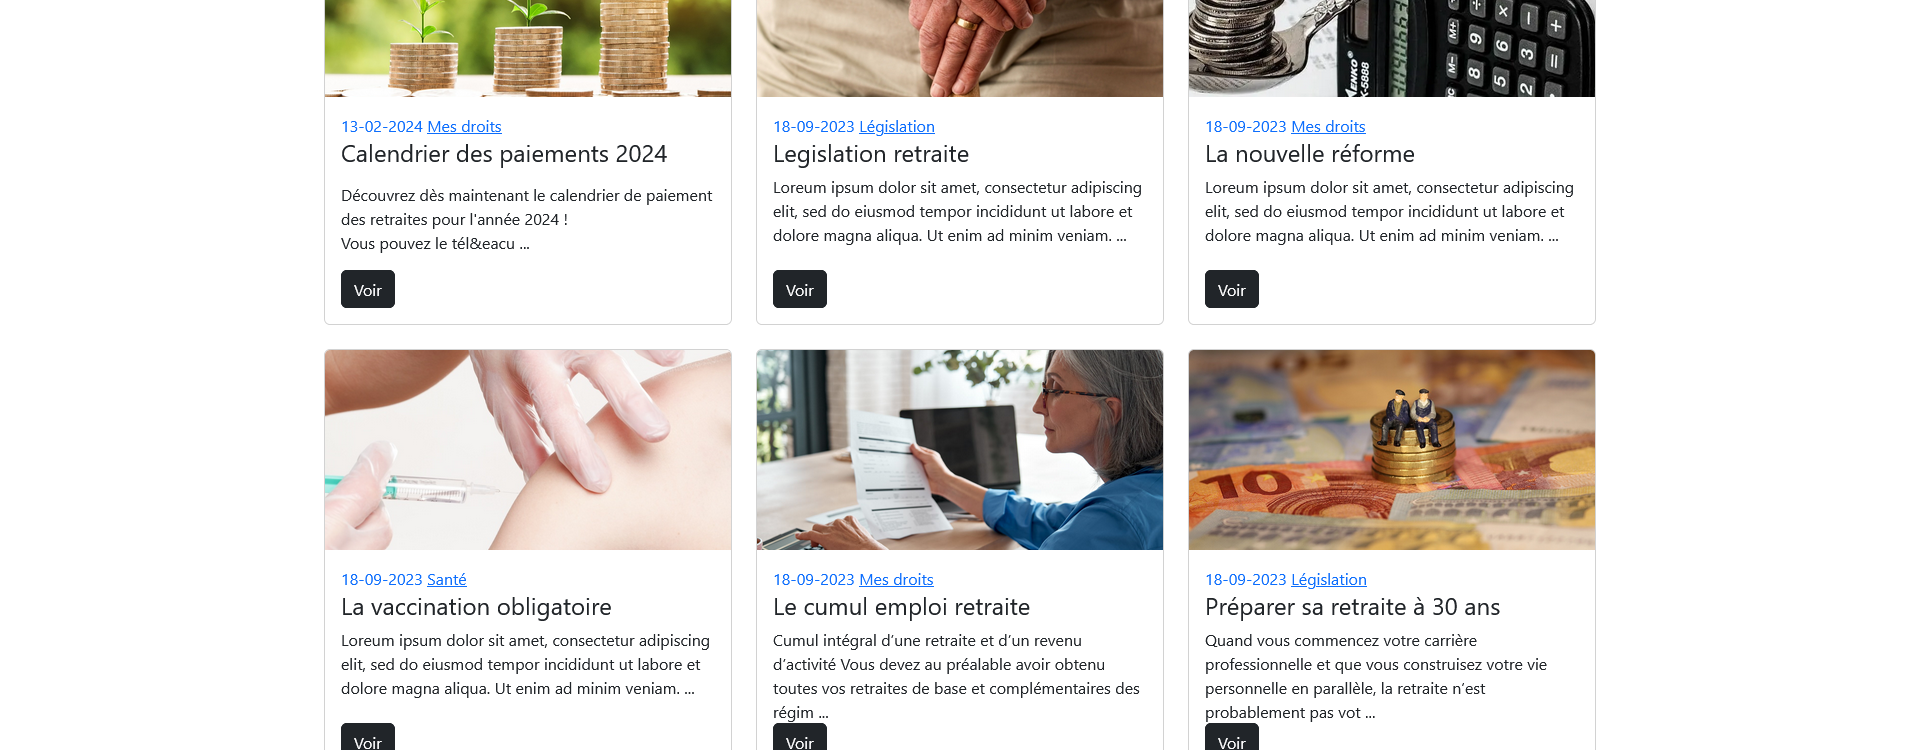 13-02-2024 Mes droits
Calendrier des paiements 2024
Découvrez dès maintenant le calendrier de paiement
des retraites pour l'année 2024 !
Vous pouvez le tél&eacu ...
Voir
18-09-2023 Législation
Legislation retraite
Loreum ipsum dolor sit amet, consectetur adipiscing
elit, sed do eiusmod tempor incididunt ut labore et
dolore magna aliqua. Ut enim ad minim veniam. ...
Voir
18-09-2023 Mes droits
La nouvelle réforme
Loreum ipsum dolor sit amet, consectetur adipiscing
elit, sed do eiusmod tempor incididunt ut labore et
dolore magna aliqua. Ut enim ad minim veniam. ...
Voir
18-09-2023 Santé
La vaccination obligatoire
Loreum ipsum dolor sit amet, consectetur adipiscing
elit, sed do eiusmod tempor incididunt ut labore et
dolore magna aliqua. Ut enim ad minim veniam. ...
Voir
18-09-2023 Mes droits
Le cumul emploi retraite
Cumul intégral d’une retraite et d’un revenu
d’activité Vous devez au préalable avoir obtenu
toutes vos retraites de base et complémentaires des
régim ...
Voir
10
18-09-2023 Législation
Préparer sa retraite à 30 ans
Quand vous commencez votre carrière
professionnelle et que vous construisez votre vie
personnelle en parallèle, la retraite n’est
probablement pas vot ...
Voir